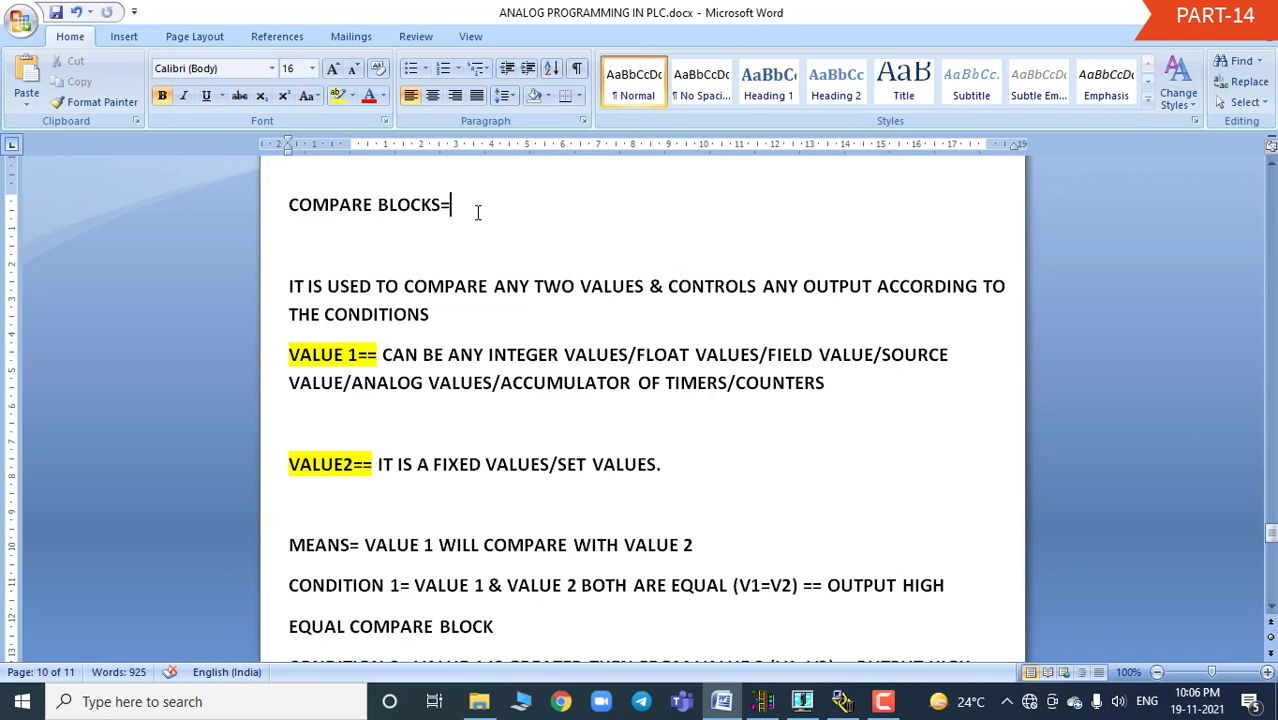 ANALOG PROGRAMMING IN PLC.docx - Microsoft Word
PART-14
Home Insert Page Layout References Mailings Review View
Cut
Copy
Format Painter
Paste
Clipboard
Calibri (Body) 16
Font
Paragraph
AaBbCcDc AaBbCcDc AaBbCc AaBbCc AaB AaBbCc. AaBbCcDc AaBbCcDc
¶ Normal ¶ No Spaci... Heading 1 Heading 2 Title Subtitle Subtle Em... Emphasis
Change Styles
Styles
Find
Replace
Select
Editing
COMPARE BLOCKS=
IT IS USED TO COMPARE ANY TWO VALUES & CONTROLS ANY OUTPUT ACCORDING TO
THE CONDITIONS
VALUE 1== CAN BE ANY INTEGER VALUES/FLOAT VALUES/FIELD VALUE/SOURCE
VALUE/ANALOG VALUES/ACCUMULATOR OF TIMERS/COUNTERS
VALUE2== IT IS A FIXED VALUES/SET VALUES.
MEANS= VALUE 1 WILL COMPARE WITH VALUE 2
CONDITION 1= VALUE 1 & VALUE 2 BOTH ARE EQUAL (V1=V2) == OUTPUT HIGH
EQUAL COMPARE BLOCK
Page: 10 of 11 Words: 925 English (India) 100%
Type here to search
24°C
ENG
10:06 PM
19-11-2021